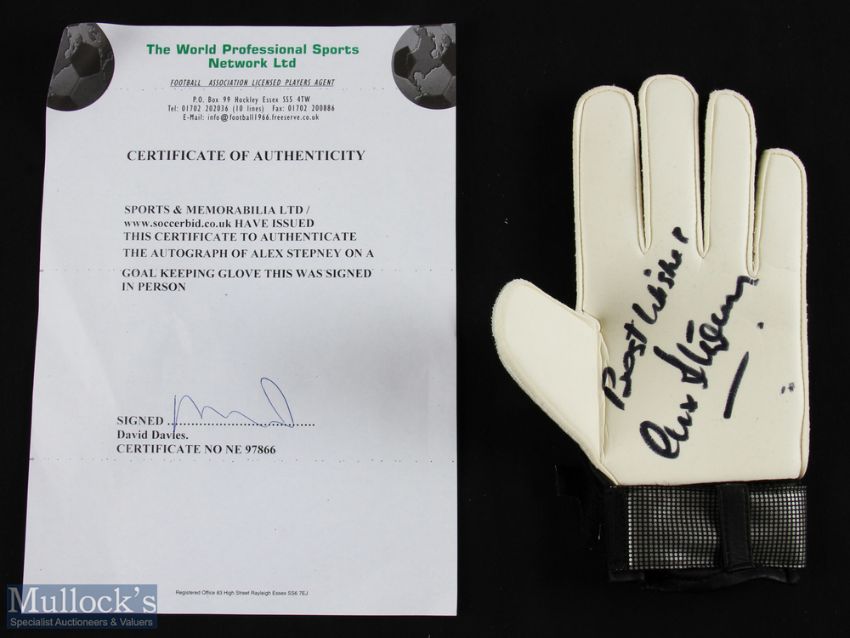 The World Professional Sports
Network Ltd
FOOTBALL ASSOCIATION LICENSED PLAYERS AGENT
P.O. Box 99 Hockley Essex SS5 4TW
Tel: 01702 202036 (10 lines) Fax: 01702 200886
E-Mail: info@football1966.freeserve.co.uk
CERTIFICATE OF AUTHENTICITY
SPORTS & MEMORABILIA LTD /
www.soccerbid.co.uk HAVE ISSUED
THIS CERTIFICATE TO AUTHENTICATE
THE AUTOGRAPH OF ALEX STEPNEY ON A
GOAL KEEPING GLOVE THIS WAS SIGNED
IN PERSON
SIGNED
David Davies.
CERTIFICATE NO NE 97866
Registered Office 83 High Street Rayleigh Essex SS6 7EJ
Best Wishes
Alex Stepney
Mullock's
Specialist Auctioneers & Valuers